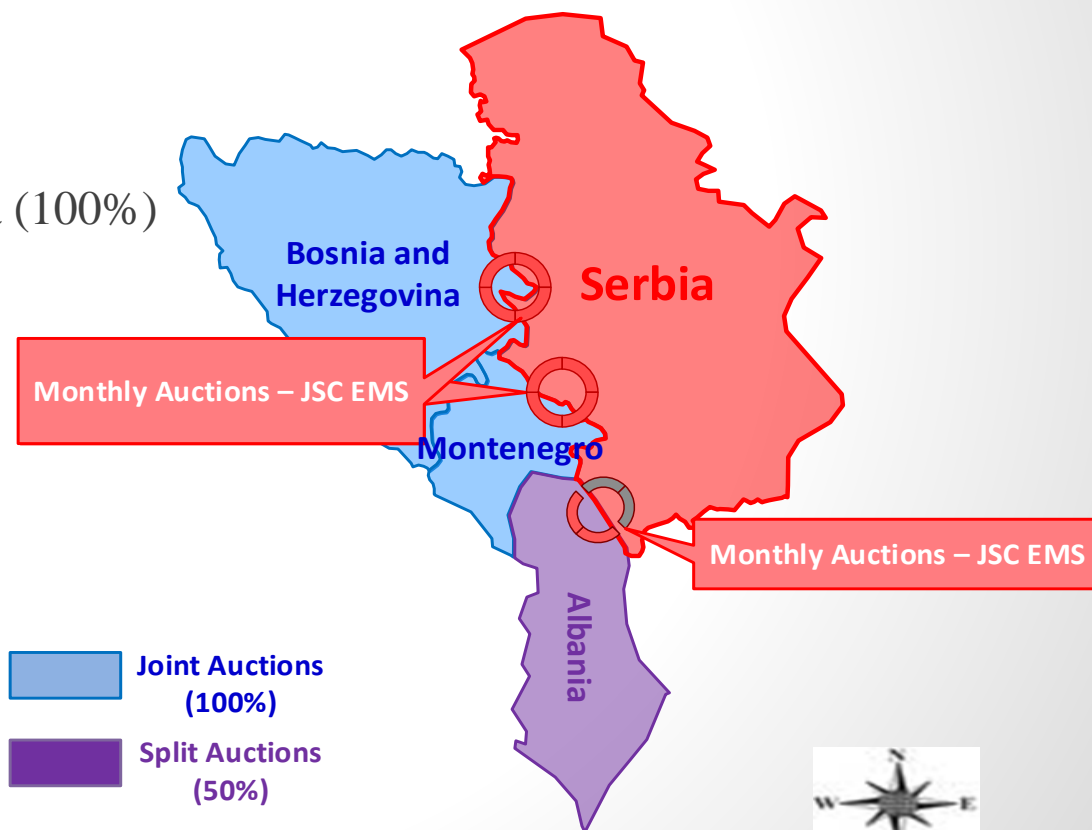 (100%)
Bosnia and
Herzegovina
Serbia
Monthly Auctions – JSC EMS
Montenegro
Monthly Auctions – JSC EMS
Albania
Joint Auctions
(100%)
Split Auctions
(50%)
N
W
E